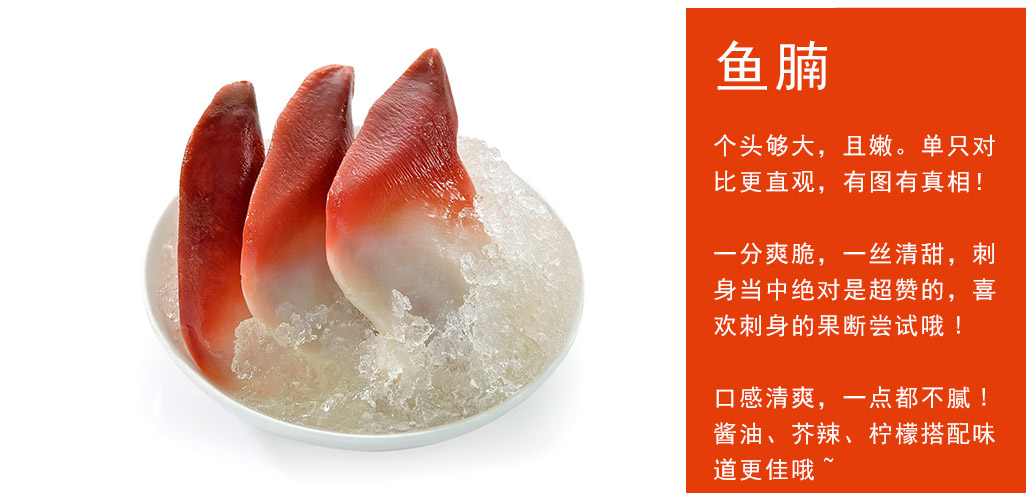 鱼腩
个头够大，且嫩。单只对
比更直观，有图有真相！
一分爽脆，一丝清甜，刺
身当中绝对是超赞的，喜
欢刺身的果断尝试哦！
口感清爽，一点都不腻！
酱油、芥辣、柠檬搭配味
道更佳哦~